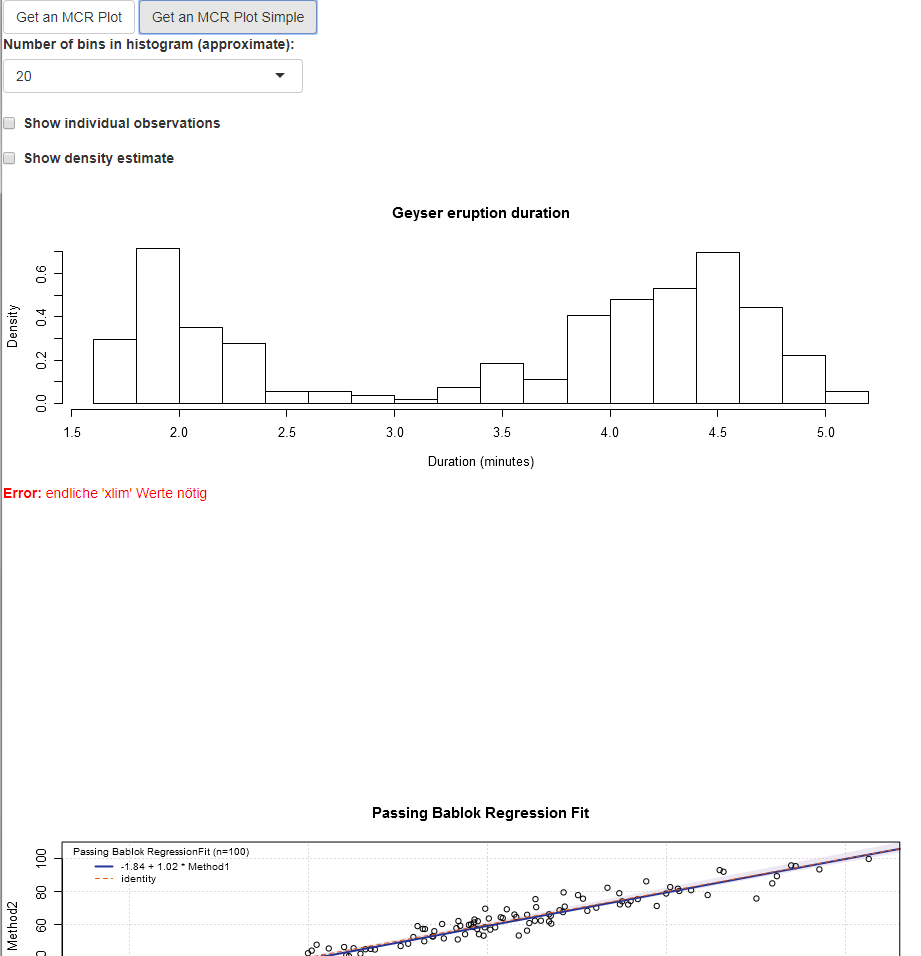 Get an MCR Plot Get an MCR Plot Simple
Number of bins in histogram (approximate):
20
Show individual observations
Show density estimate
Geyser eruption duration
Density
0.0 0.2 0.4 0.6
1.5 2.0 2.5 3.0 3.5 4.0 4.5 5.0
Duration (minutes)
Error: endliche 'xlim' Werte nötig
Passing Bablok Regression Fit
Passing Bablok RegressionFit (n=100)
-1.84 + 1.02 * Method1
identity
Method2
60 80 100